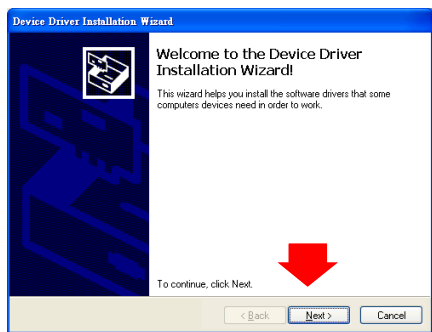 Device Driver Installation Wizard
Welcome to the Device Driver
Installation Wizard!
This wizard helps you install the software drivers that some
computers devices need in order to work.
To continue, click Next.
< Back
Next >
Cancel